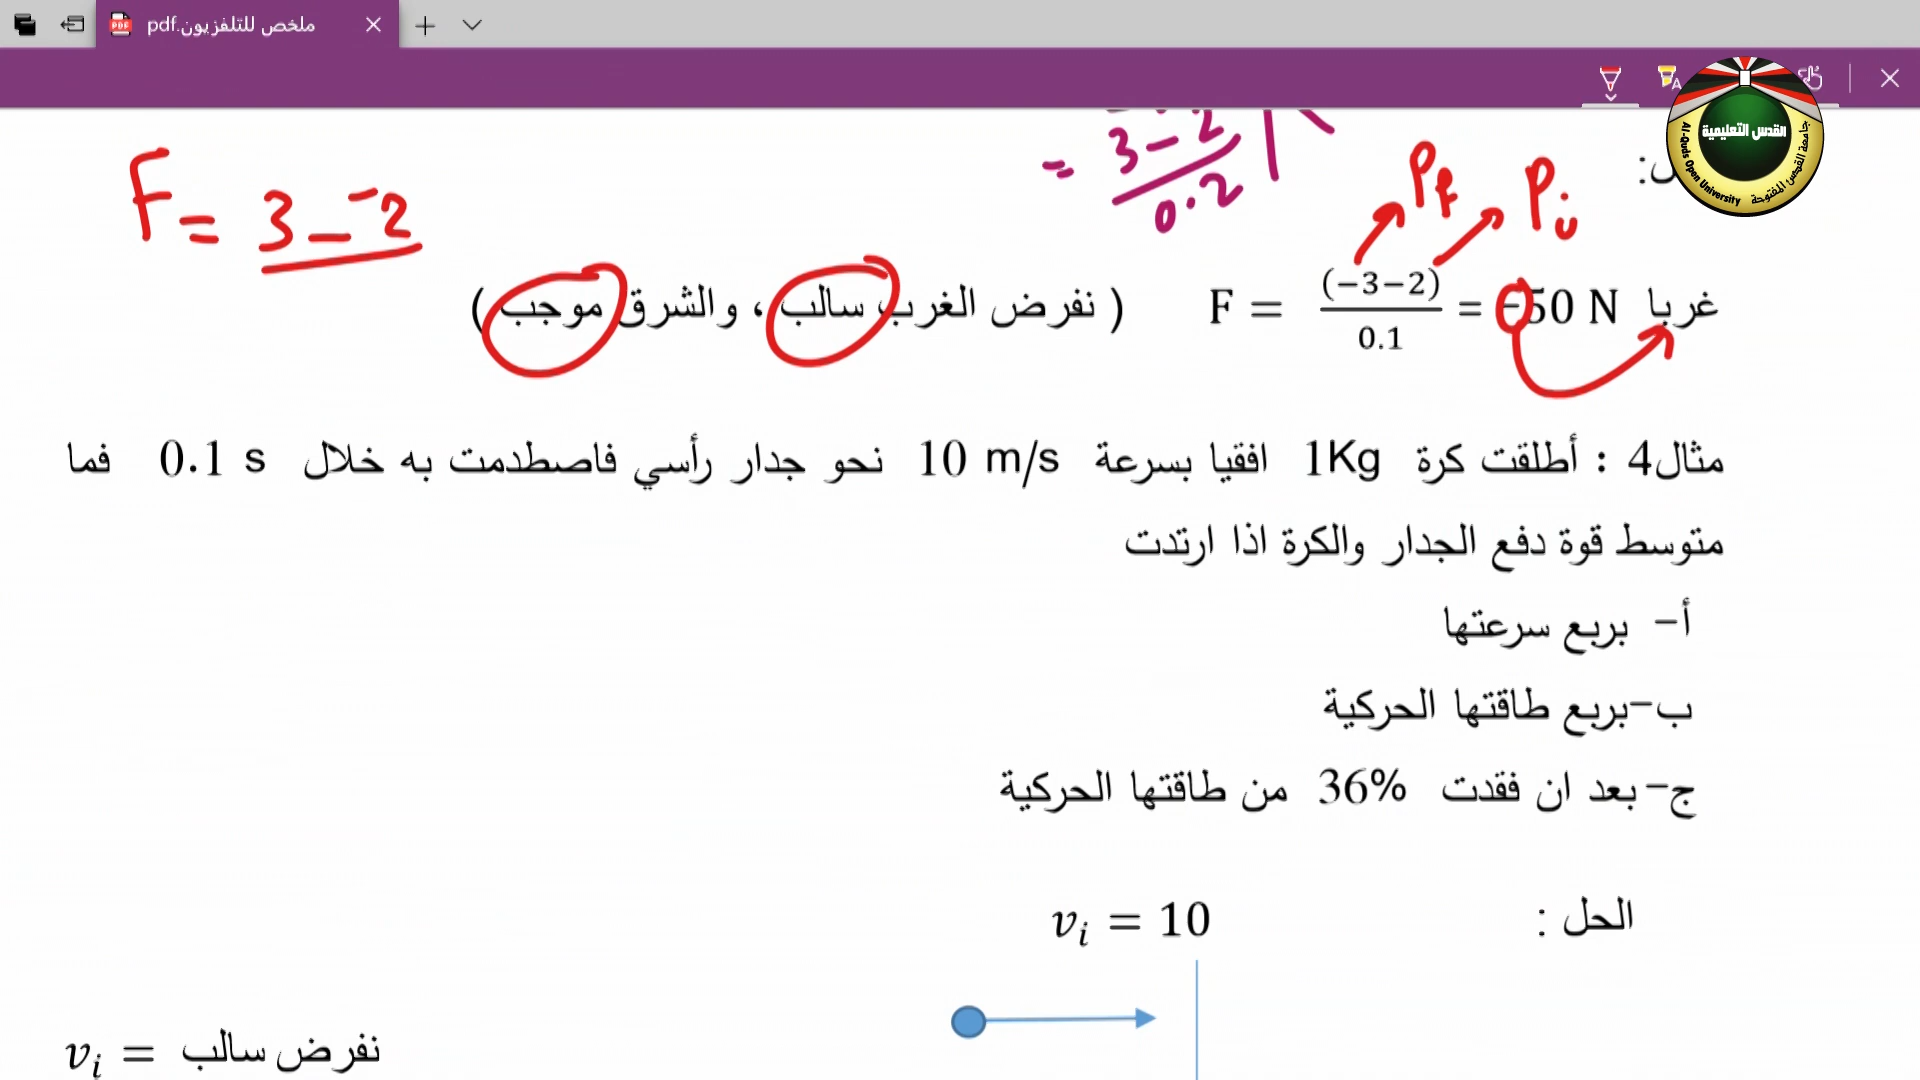 ملخص للتلفزيون.pdf
القدس التعليمية
Al-Quds Open University جامعة القدس المفتوحة
= 3-2 / 0.2
Pf Pi
F = 3 – -2
( نفرض الغرب سالب ، والشرق موجب ) F = (−3−2) / 0.1 = −50 N غربا
مثال4 : أطلقت كرة 1Kg افقيا بسرعة 10 m/s نحو جدار رأسي فاصطدمت به خلال 0.1 s فما
متوسط قوة دفع الجدار والكرة اذا ارتدت
أ- بربع سرعتها
ب-بربع طاقتها الحركية
ج-بعد ان فقدت 36% من طاقتها الحركية
الحل : vi = 10
vi = نفرض سالب